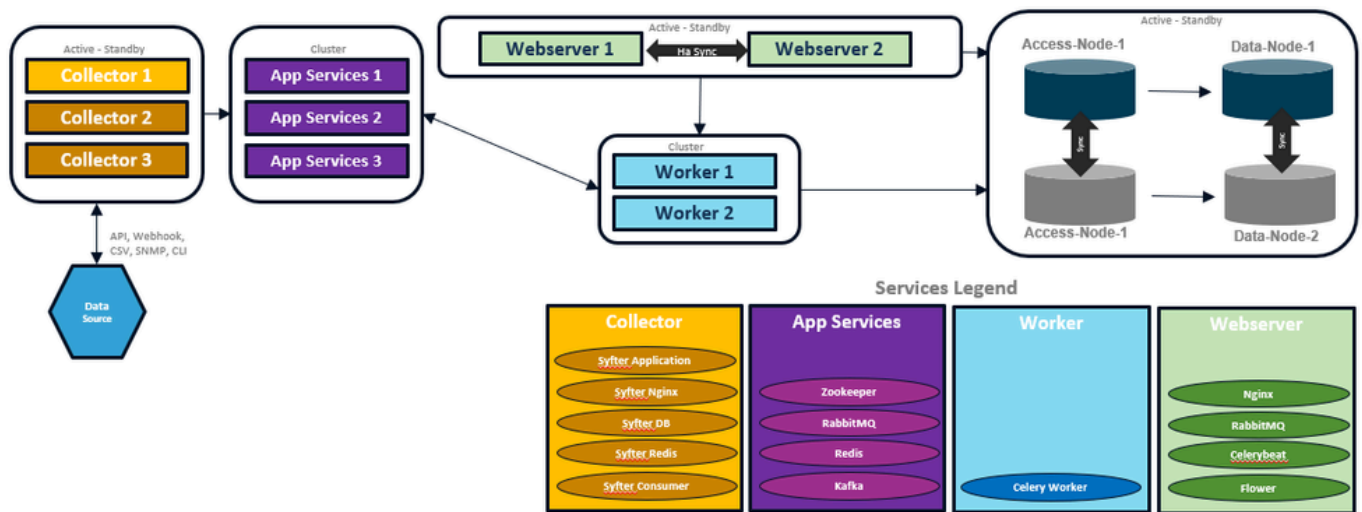 Active - Standby
Collector 1
Collector 2
Collector 3
Cluster
App Services 1
App Services 2
App Services 3
Active - Standby
Webserver 1
Ha Sync
Webserver 2
Cluster
Worker 1
Worker 2
Active - Standby
Access-Node-1
Data-Node-1
Sync
Sync
Access-Node-1
Data-Node-2
API, Webhook,
CSV, SNMP, CLI
Data
Source
Services Legend
Collector
Syfter Application
Syfter Nginx
Syfter DB
Syfter Redis
Syfter Consumer
App Services
Zookeeper
RabbitMQ
Redis
Kafka
Worker
Celery Worker
Webserver
Nginx
RabbitMQ
Celerybeat
Flower